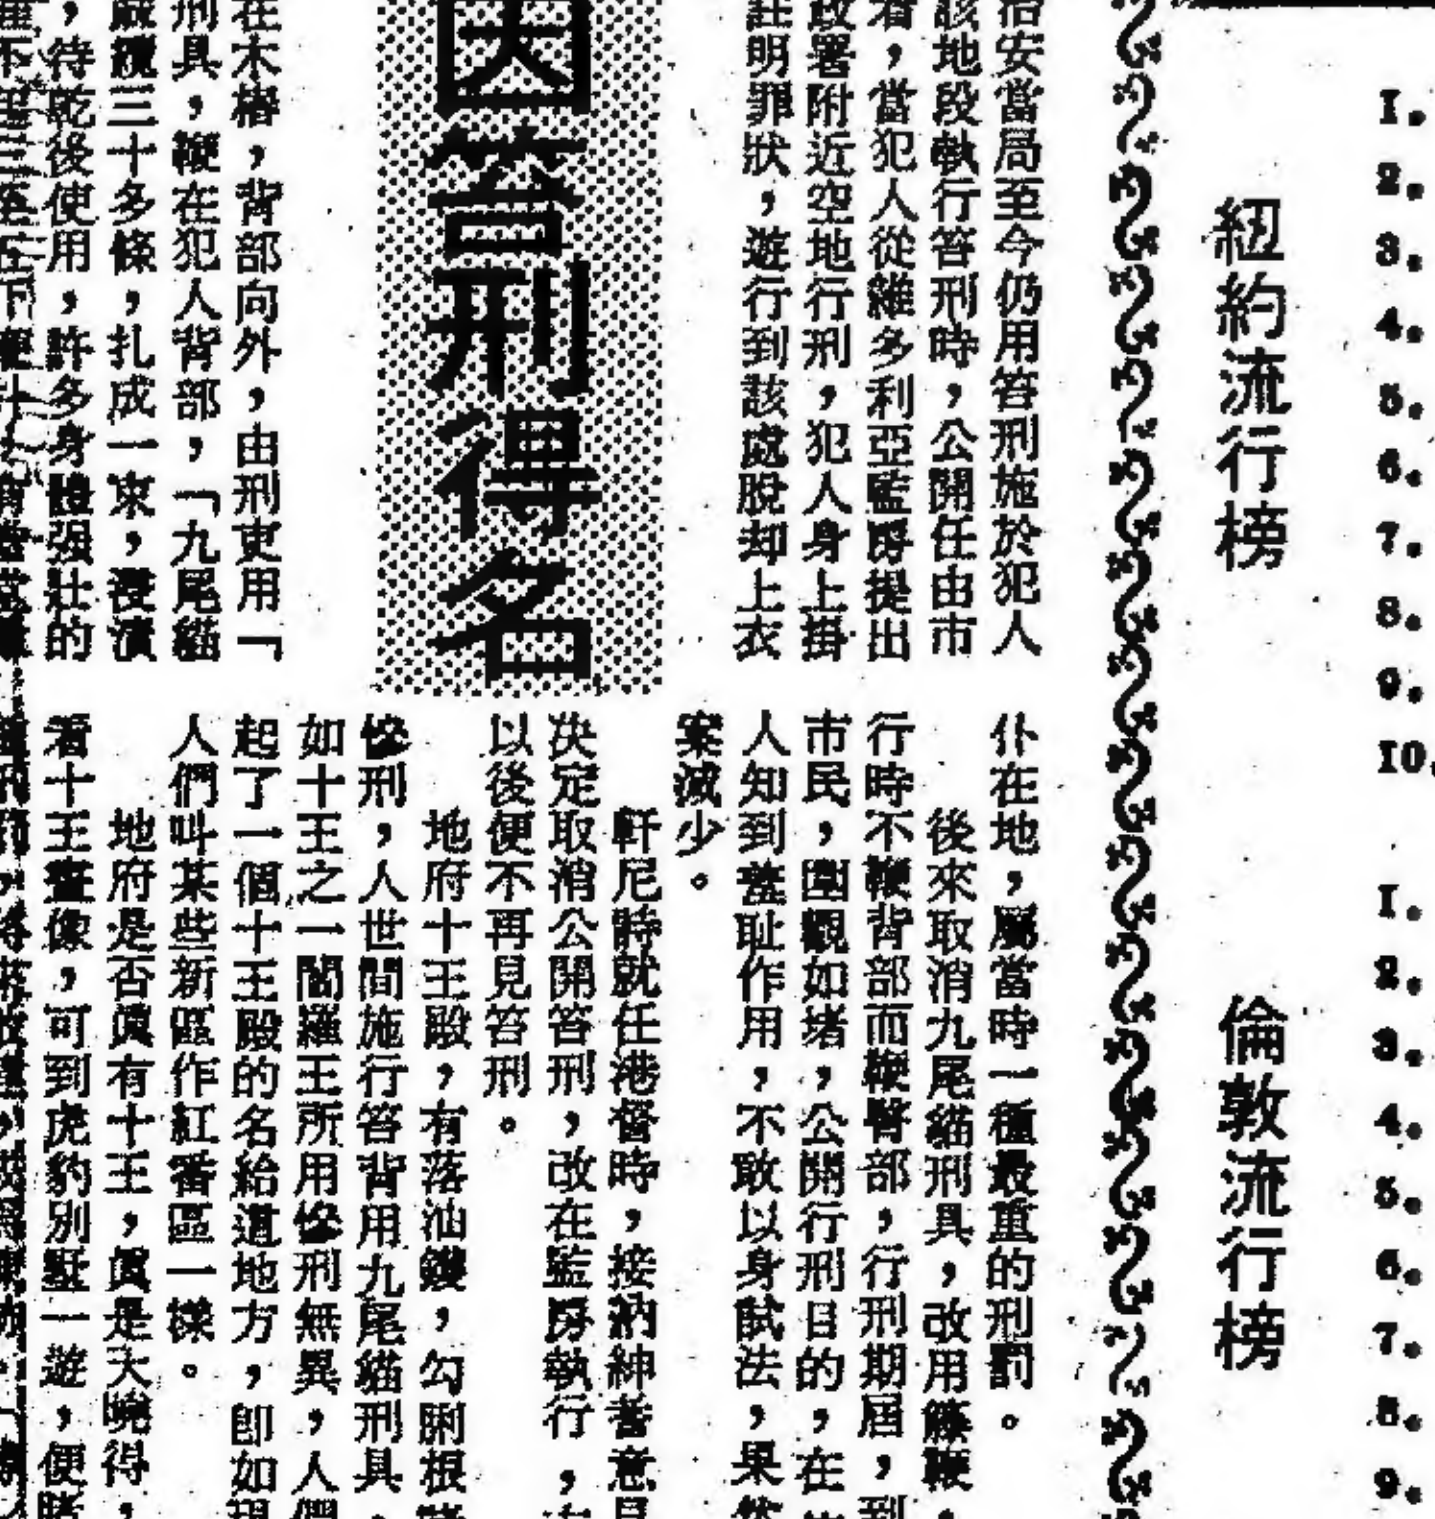 1.
2.
3.
4.
5.
6.
7.
8.
9.
10.
紐約流行榜
1.
2.
3.
4.
5.
6.
7.
8.
9.
倫敦流行榜
治安當局至今仍用笞刑施於犯人
該地段執行笞刑時，公開任由市
看，當犯人從維多利亞監房提出
政署附近空地行刑，犯人身上掛
註明罪狀，遊行到該處脫却上衣
因笞刑得名
在木樁，背部向外，由刑吏用「
刑具，鞭在犯人背部，「九尾貓
三十多條，扎成一束，浸漬
，待乾後使用，許多身體强壯的
仆在地，屬當時一種最重的刑罰。
後來取消九尾貓刑具，改用籐鞭，
行時不鞭背部而鞭臀部，行刑期屆，到
市民，圍觀如堵，公開行刑目的，在
人知到羞耻作用，不敢以身試法，果然
案減少。
軒尼詩就任港督時，接納紳耆意見
决定取消公開笞刑，改在監房執行，
以後便不再見笞刑。
地府十王殿，有落油鑊，勾脷根
慘刑，人世間施行笞背用九尾貓刑具，
如十王之一閻羅王所用慘刑無異，人們
起了一個十王殿的名給這地方，卽如現
人們叫某些新區作紅番區一樣。
地府是否眞有十王，眞是天曉得，
看十王畫像，可到虎豹別墅一遊，便睹